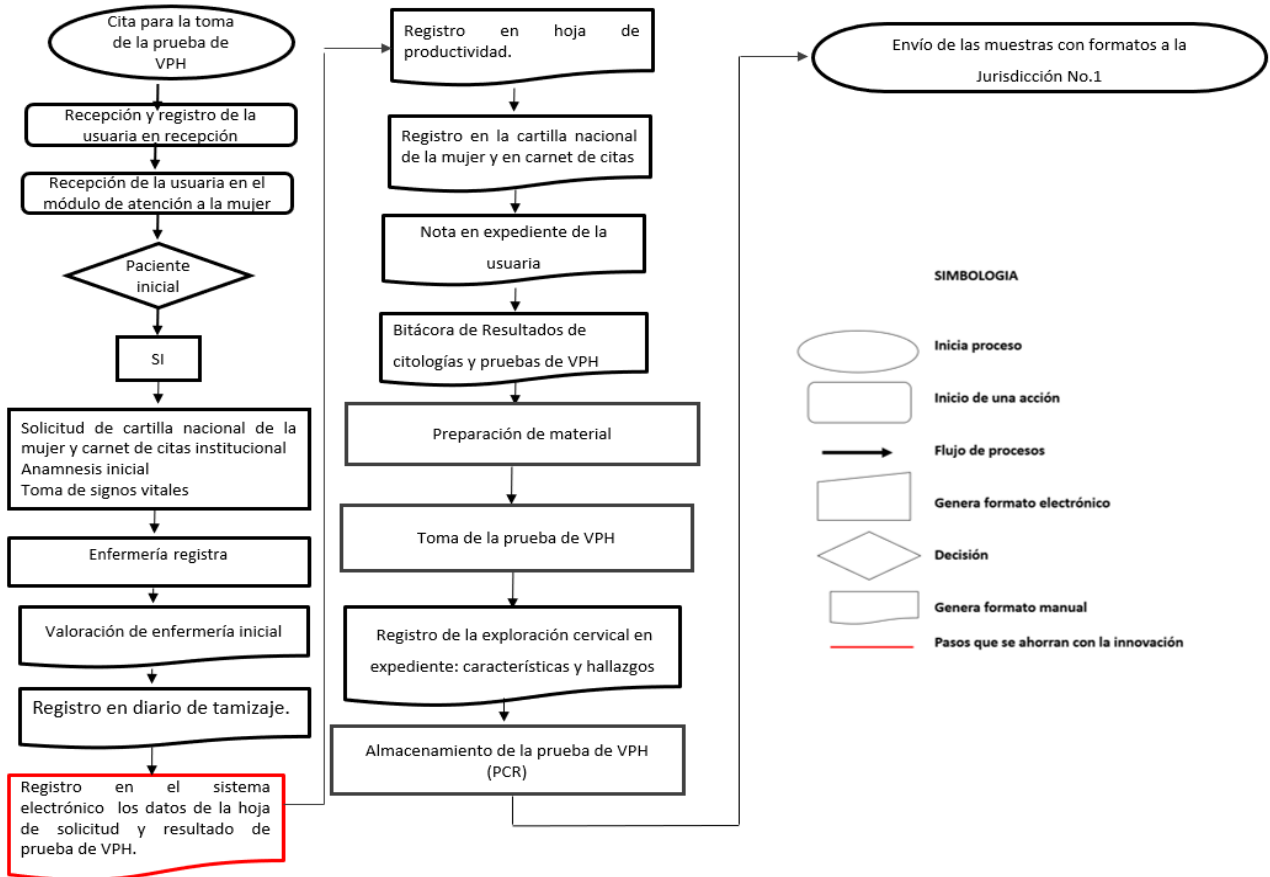 Cita para la toma
de la prueba de
VPH
Recepción y registro de la
usuaria en recepción
Recepción de la usuaria en el
módulo de atención a la mujer
Paciente
inicial
SI
Solicitud de cartilla nacional de la
mujer y carnet de citas institucional
Anamnesis inicial
Toma de signos vitales
Enfermería registra
Valoración de enfermería inicial
Registro en diario de tamizaje.
Registro en el sistema
electrónico los datos de la hoja
de solicitud y resultado de
prueba de VPH.
Registro en hoja de
productividad.
Registro en la cartilla nacional
de la mujer y en carnet de citas
Nota en expediente de la
usuaria
Bitácora de Resultados de
citologías y pruebas de VPH
Preparación de material
Toma de la prueba de VPH
Registro de la exploración cervical en
expediente: características y hallazgos
Almacenamiento de la prueba de VPH
(PCR)
Envío de las muestras con formatos a la
Jurisdicción No.1
SIMBOLOGIA
Inicia proceso
Inicio de una acción
Flujo de procesos
Genera formato electrónico
Decisión
Genera formato manual
Pasos que se ahorran con la innovación